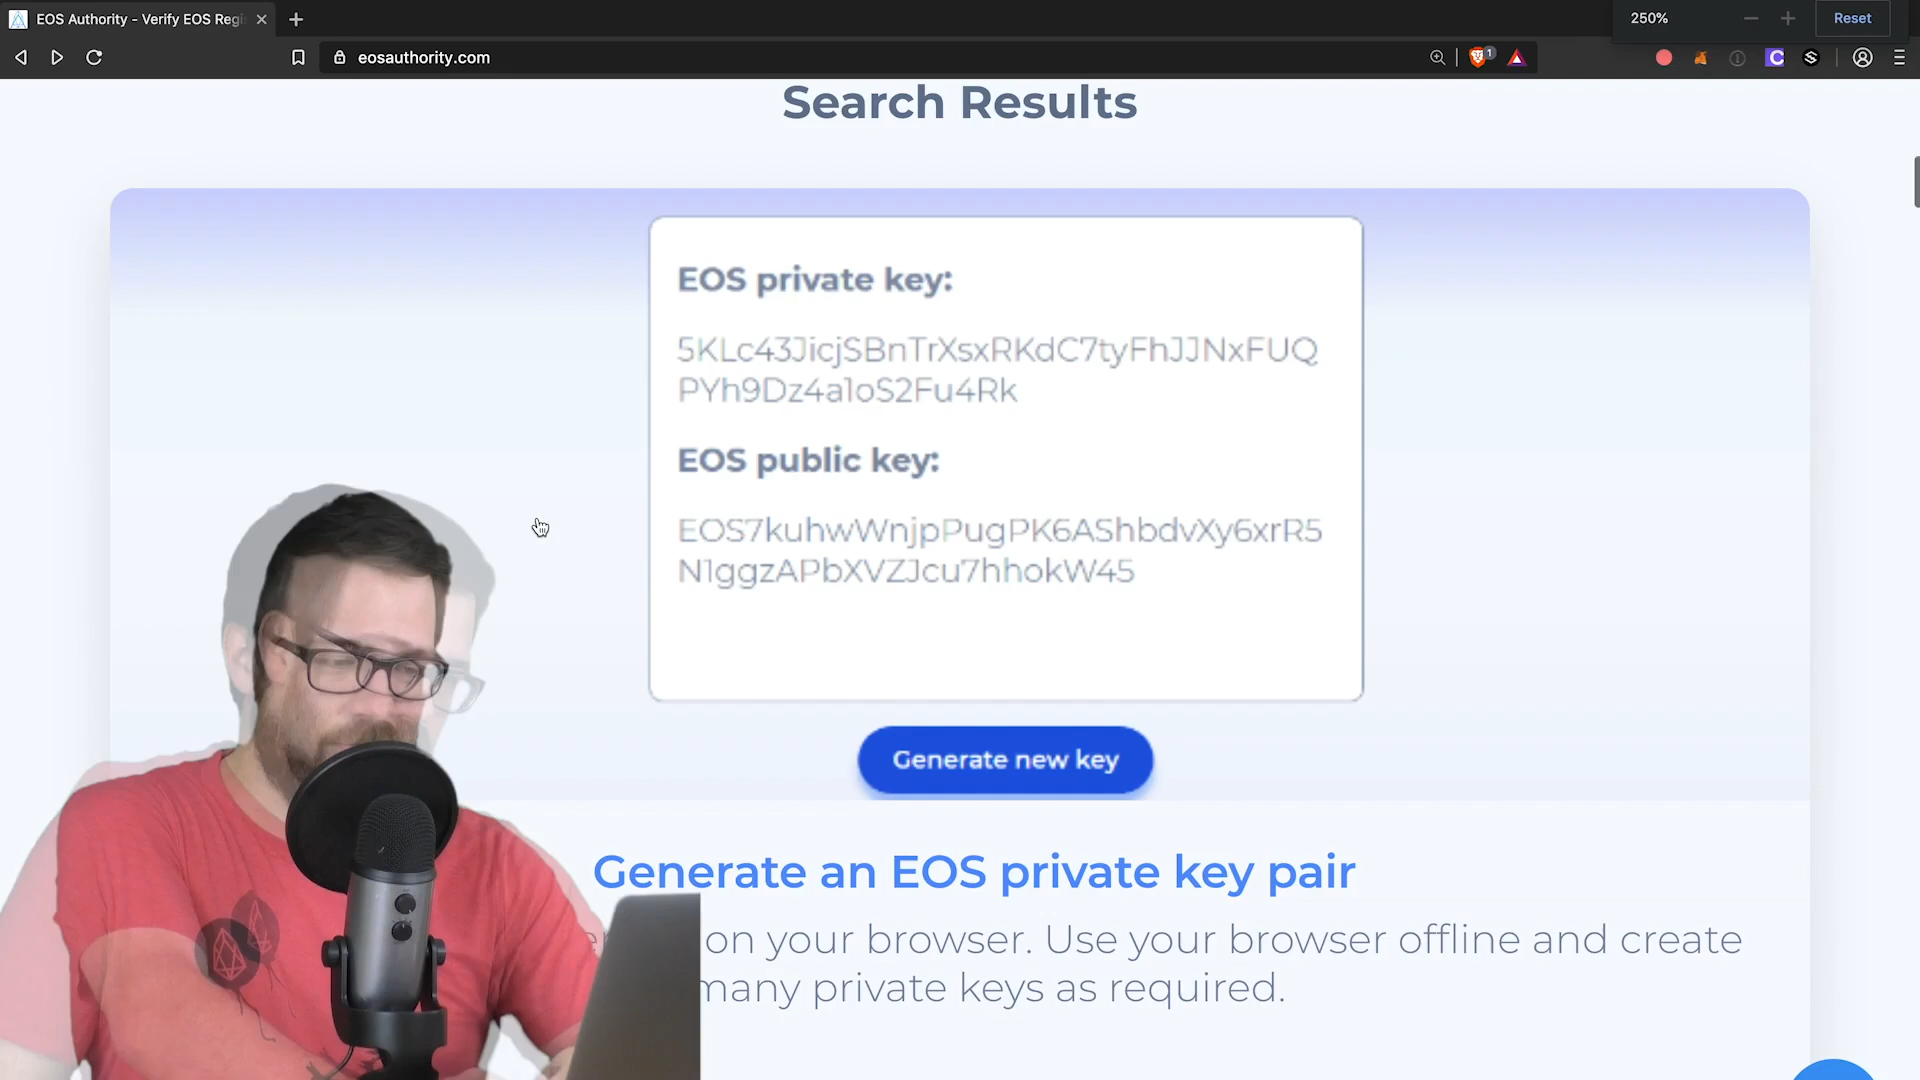 EOS Authority - Verify EOS Reg
250%
Reset
eosauthority.com
1
Search Results
EOS private key:
5KLc43JicjSBnTrXsxRKdC7tyFhJJNxFUQ
PYh9Dz4a1oS2Fu4Rk
EOS public key:
EOS7kuhwWnjpPugPK6AShbdvXy6xrR5
N1ggzAPbXVZJcu7hhokW45
Generate new key
Generate an EOS private key pair
on your browser. Use your browser offline and create
many private keys as required.